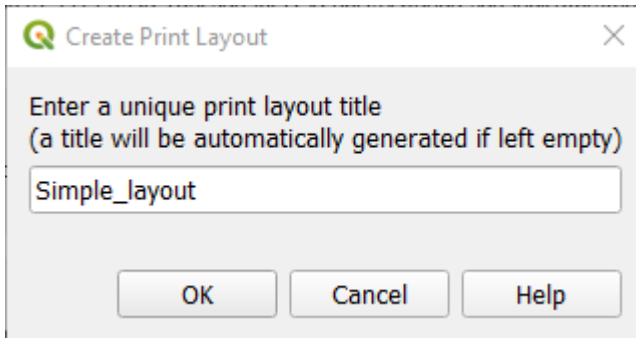 Create Print Layout
Enter a unique print layout title
(a title will be automatically generated if left empty)
Simple_layout
OK Cancel Help